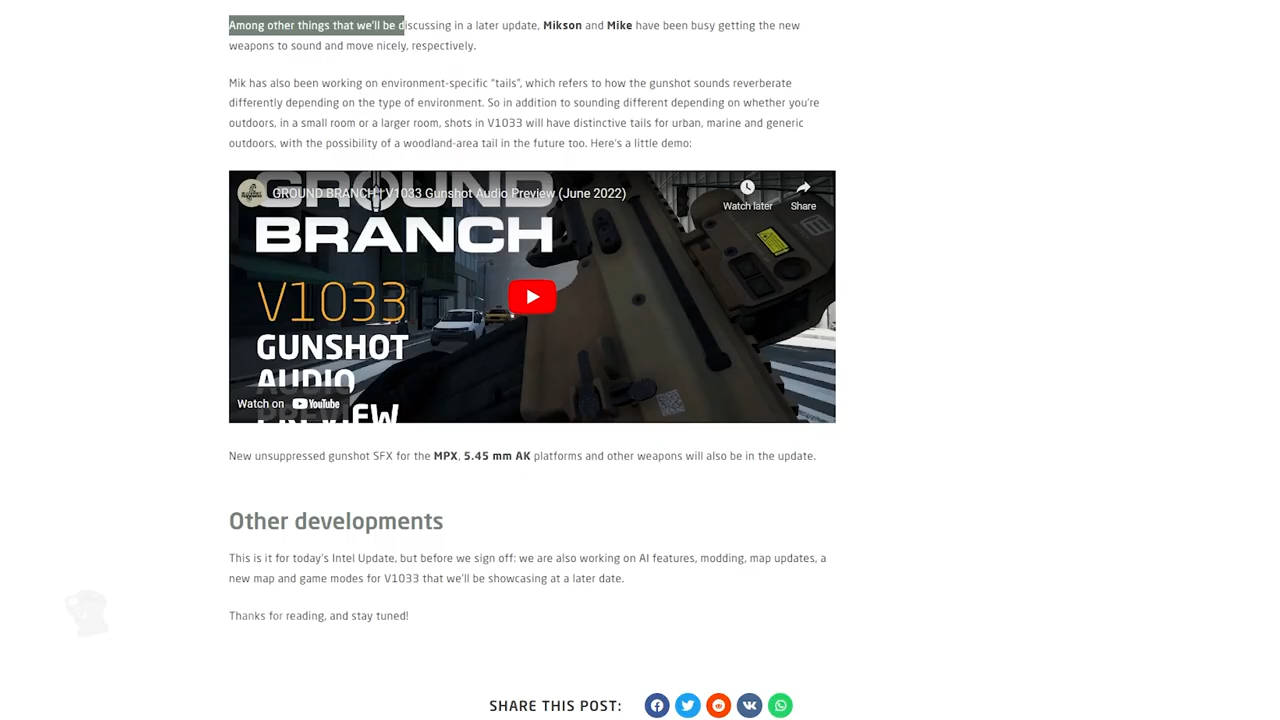 Among other things that we'll be discussing in a later update, Mikson and Mike have been busy getting the new
weapons to sound and move nicely, respectively.
Mik has also been working on environment-specific "tails", which refers to how the gunshot sounds reverberate
differently depending on the type of environment. So in addition to sounding different depending on whether you're
outdoors, in a small room or a larger room, shots in V1033 will have distinctive tails for urban, marine and generic
outdoors, with the possibility of a woodland-area tail in the future too. Here's a little demo:
GROUND BRANCH | V1033 Gunshot Audio Preview (June 2022)
Watch later
Share
GROUND
BRANCH
V1033
GUNSHOT
AUDIO
PREVIEW
Watch on YouTube
New unsuppressed gunshot SFX for the MPX, 5.45 mm AK platforms and other weapons will also be in the update.
Other developments
This is it for today's Intel Update, but before we sign off: we are also working on AI features, modding, map updates, a
new map and game modes for V1033 that we'll be showcasing at a later date.
Thanks for reading, and stay tuned!
SHARE THIS POST: